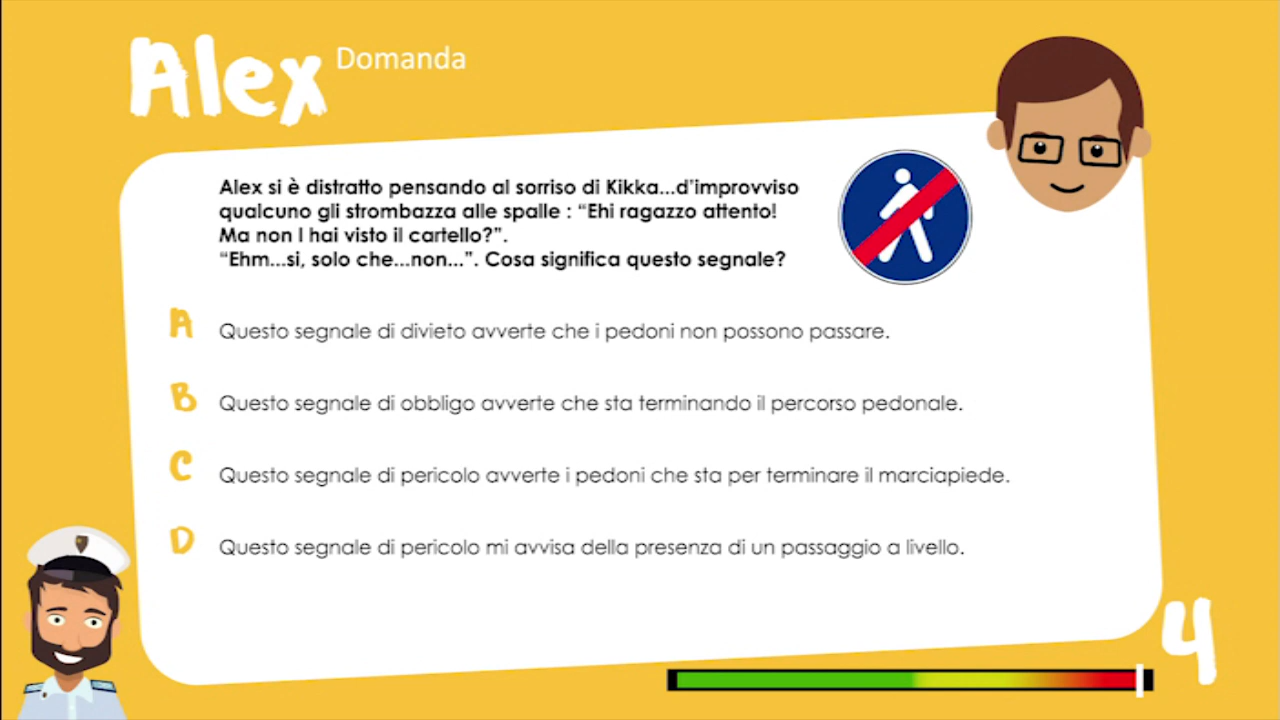 Alex Domanda
Alex si è distratto pensando al sorriso di Kikka...d'improvviso
qualcuno gli strombazza alle spalle : “Ehi ragazzo attento!
Ma non l hai visto il cartello?”.
“Ehm...si, solo che...non...”. Cosa significa questo segnale?
A Questo segnale di divieto avverte che i pedoni non possono passare.
B Questo segnale di obbligo avverte che sta terminando il percorso pedonale.
C Questo segnale di pericolo avverte i pedoni che sta per terminare il marciapiede.
D Questo segnale di pericolo mi avvisa della presenza di un passaggio a livello.
4